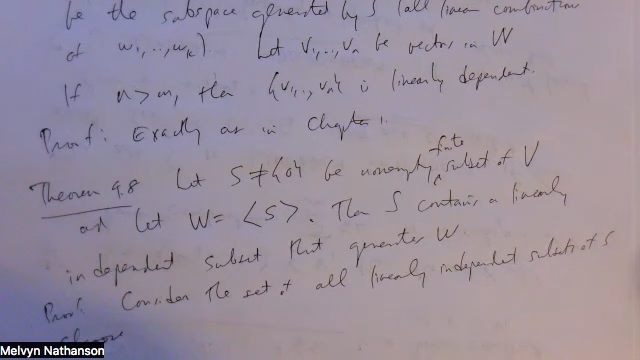 be the subspace generated by S (all linear combination
of w1,..,wk). Let v1,..,vn be vectors in W
If n>m, then {v1,..,vn} is linearly dependent.
Proof: Exactly as in Chapter 1.
Theorem 9.8 Let S≠{0} be nonempty finite subset of V
and let W = <S>. Then S contains a linearly
independent subset that generates W.
Proof: Consider the set of all linearly independent subsets of S
Choose
Melvyn Nathanson